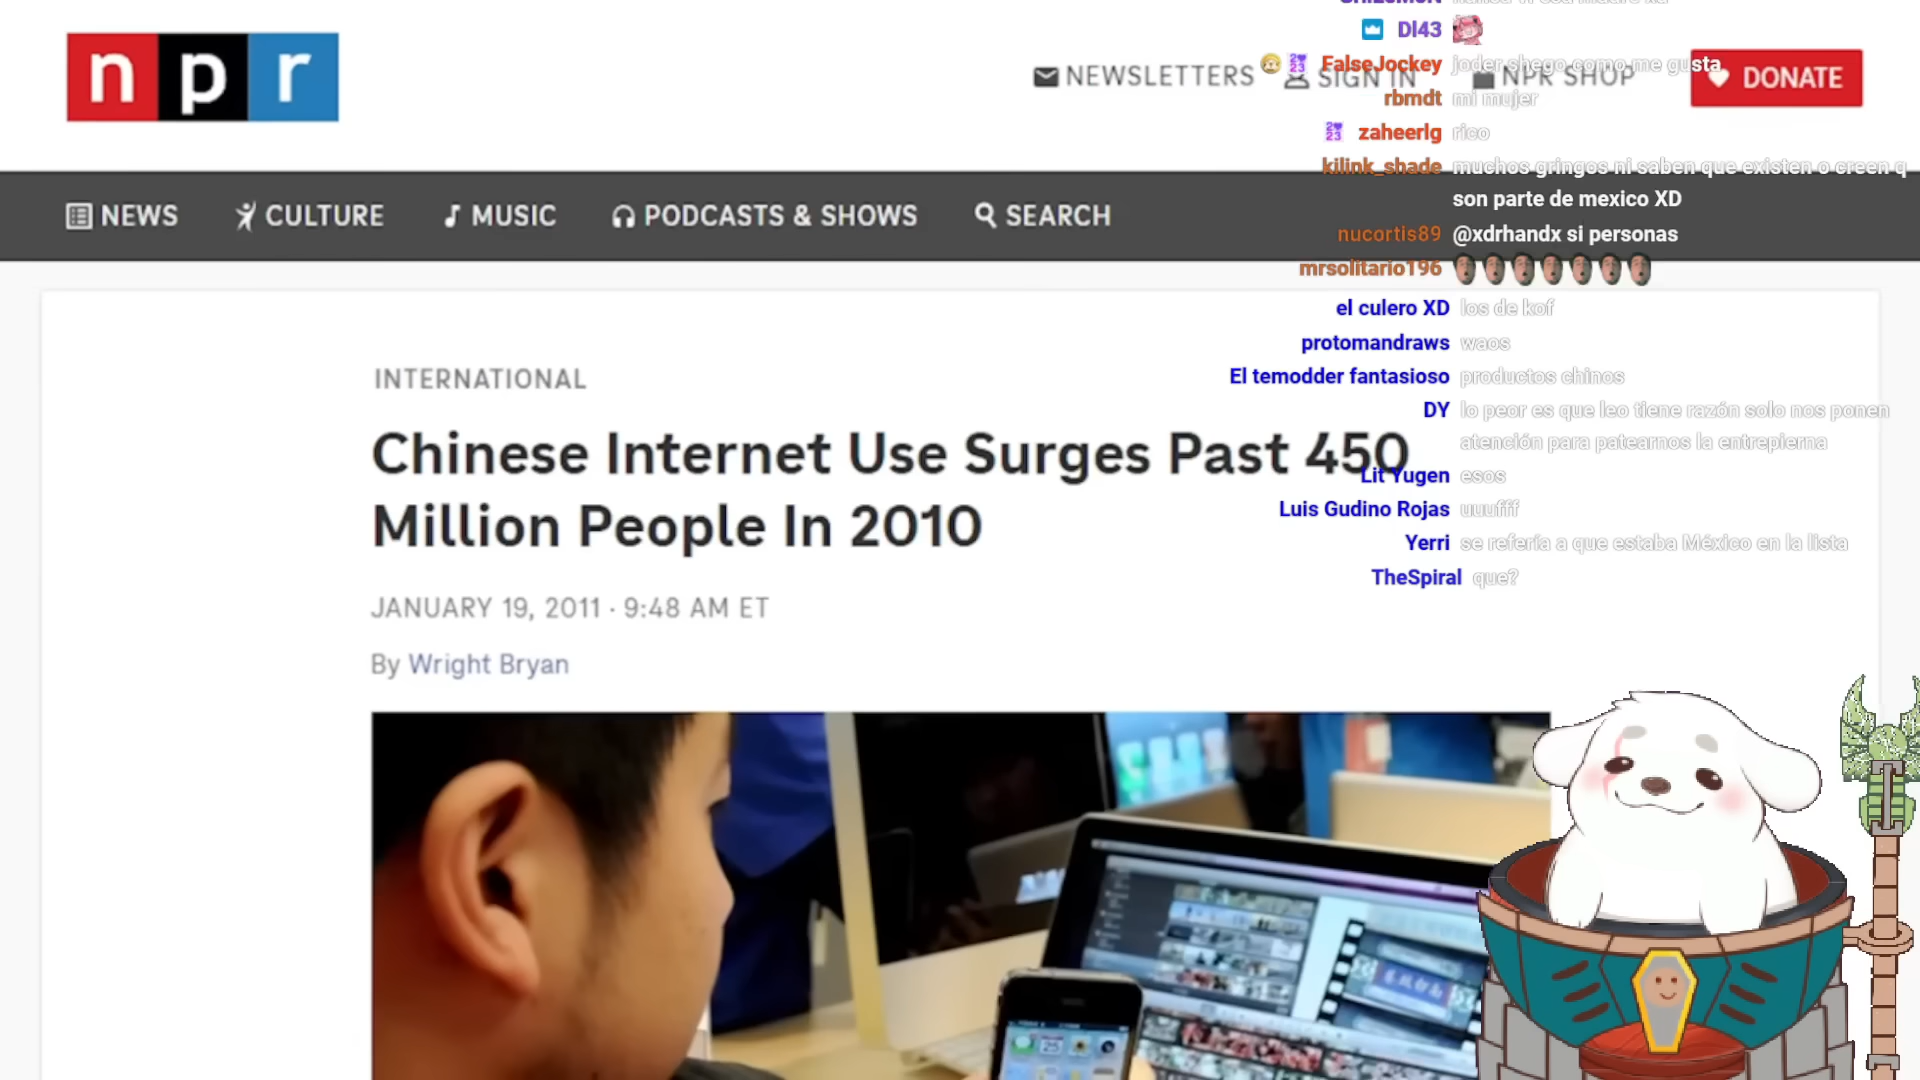 npr
NEWSLETTERS
SIGN IN
NPR SHOP
DONATE
NEWS
CULTURE
MUSIC
PODCASTS & SHOWS
SEARCH
INTERNATIONAL
Chinese Internet Use Surges Past 450
Million People In 2010
JANUARY 19, 2011 · 9:48 AM ET
By Wright Bryan
Dl43
FalseJockey joder shego como me gusta
rbmdt mi mujer
zaheerlg rico
kilink_shade muchos gringos ni saben que existen o creen q
son parte de mexico XD
nucortis89 @xdrhandx si personas
mrsolitario196
el culero XD los de kof
protomandraws waos
El temodder fantasioso productos chinos
DY lo peor es que leo tiene razón solo nos ponen
atención para patearnos la entrepierna
Lit Yugen esos
Luis Gudino Rojas uuufff
Yerri se refería a que estaba México en la lista
TheSpiral que?